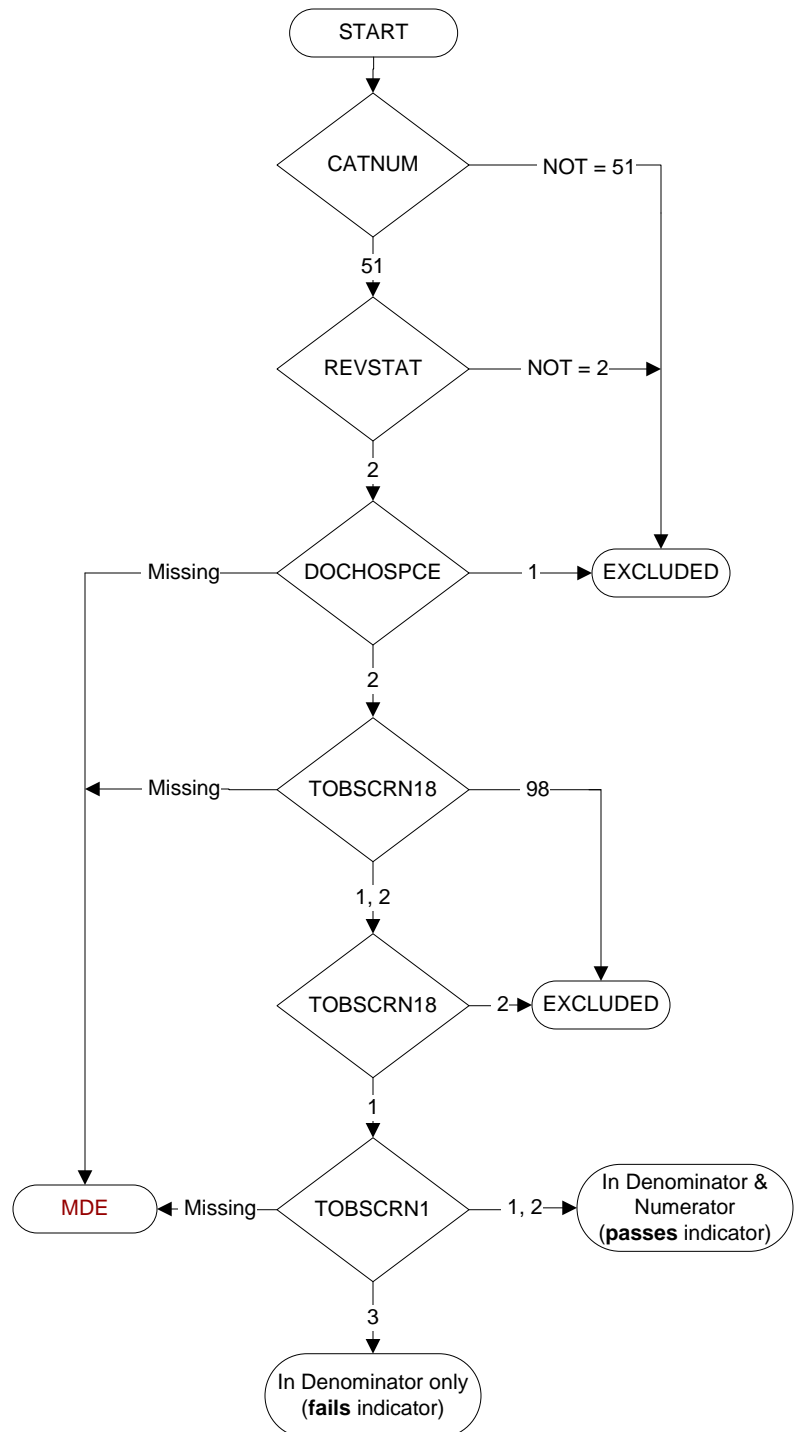 START
CATNUM
NOT = 51
51
REVSTAT
NOT = 2
2
Missing
DOCHOSPCE
1
EXCLUDED
2
Missing
TOBSCRN18
98
1, 2
TOBSCRN18
2
EXCLUDED
1
MDE
Missing
TOBSCRN1
1, 2
In Denominator &
Numerator
(passes indicator)
3
In Denominator only
(fails indicator)